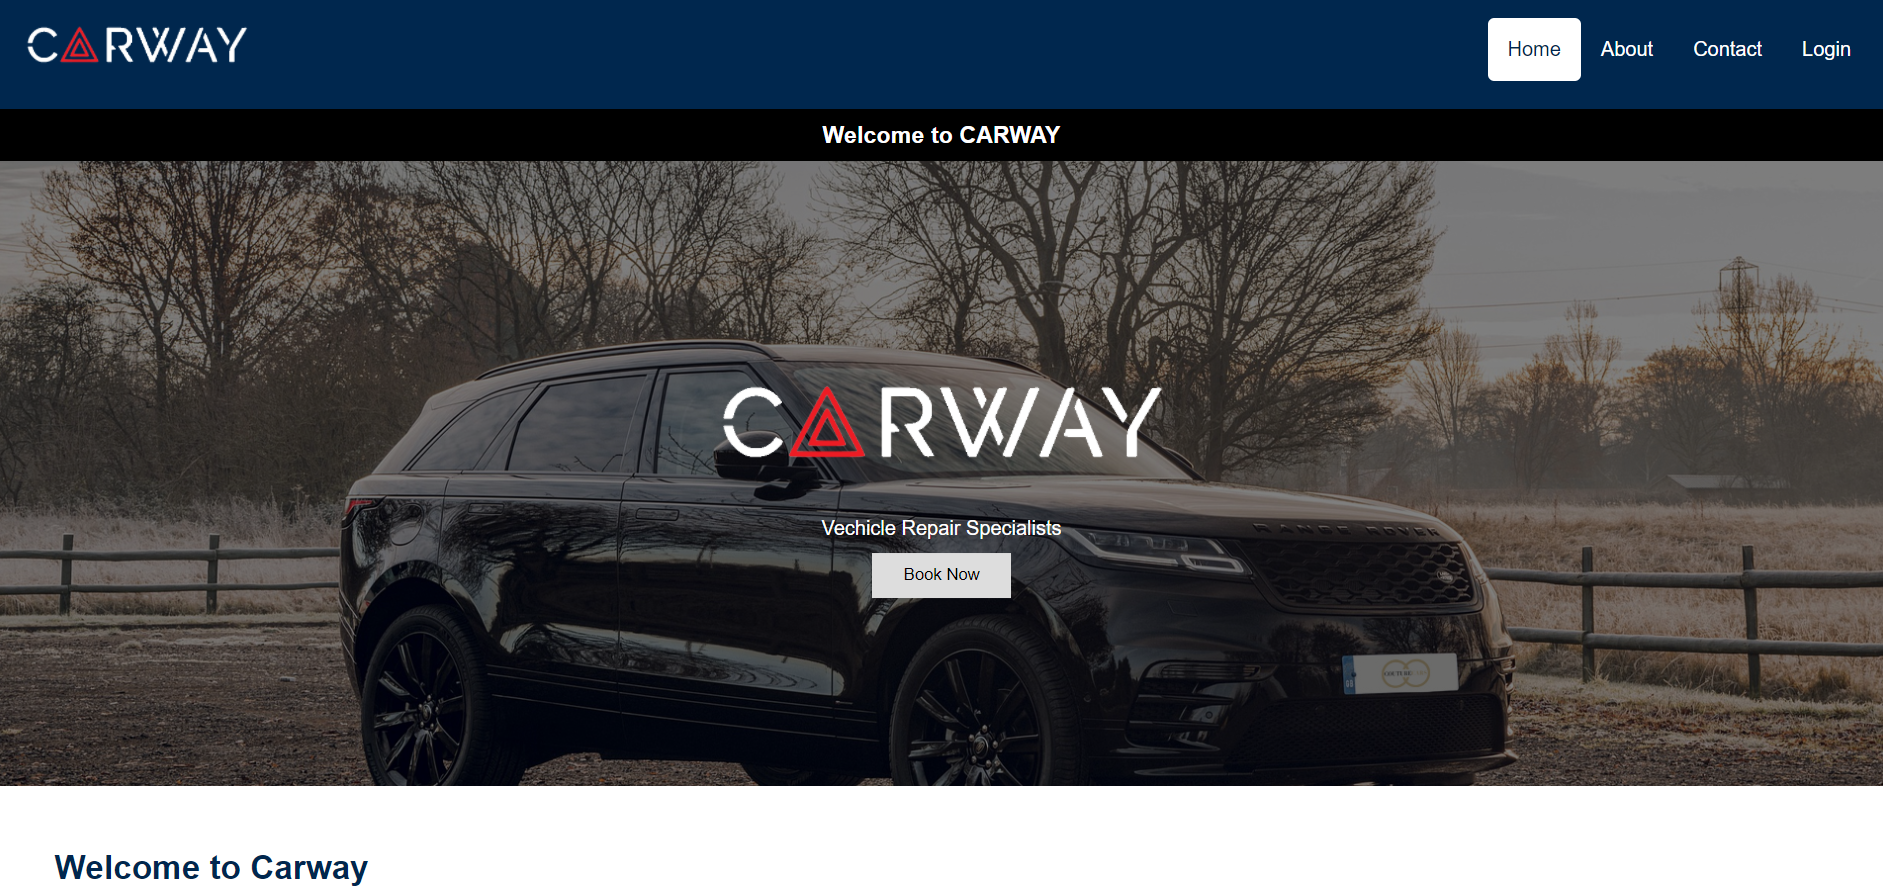 CARWAY
Home About Contact Login
Welcome to CARWAY
CARWAY
Vechicle Repair Specialists
Book Now
RANGE ROVER
GB
Welcome to Carway